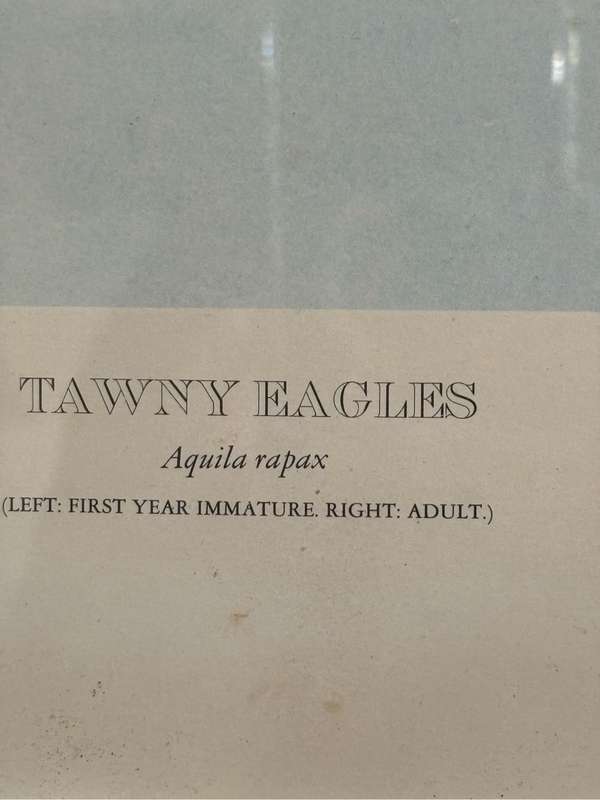 TAWNY EAGLES
Aquila rapax
(LEFT: FIRST YEAR IMMATURE. RIGHT: ADULT.)